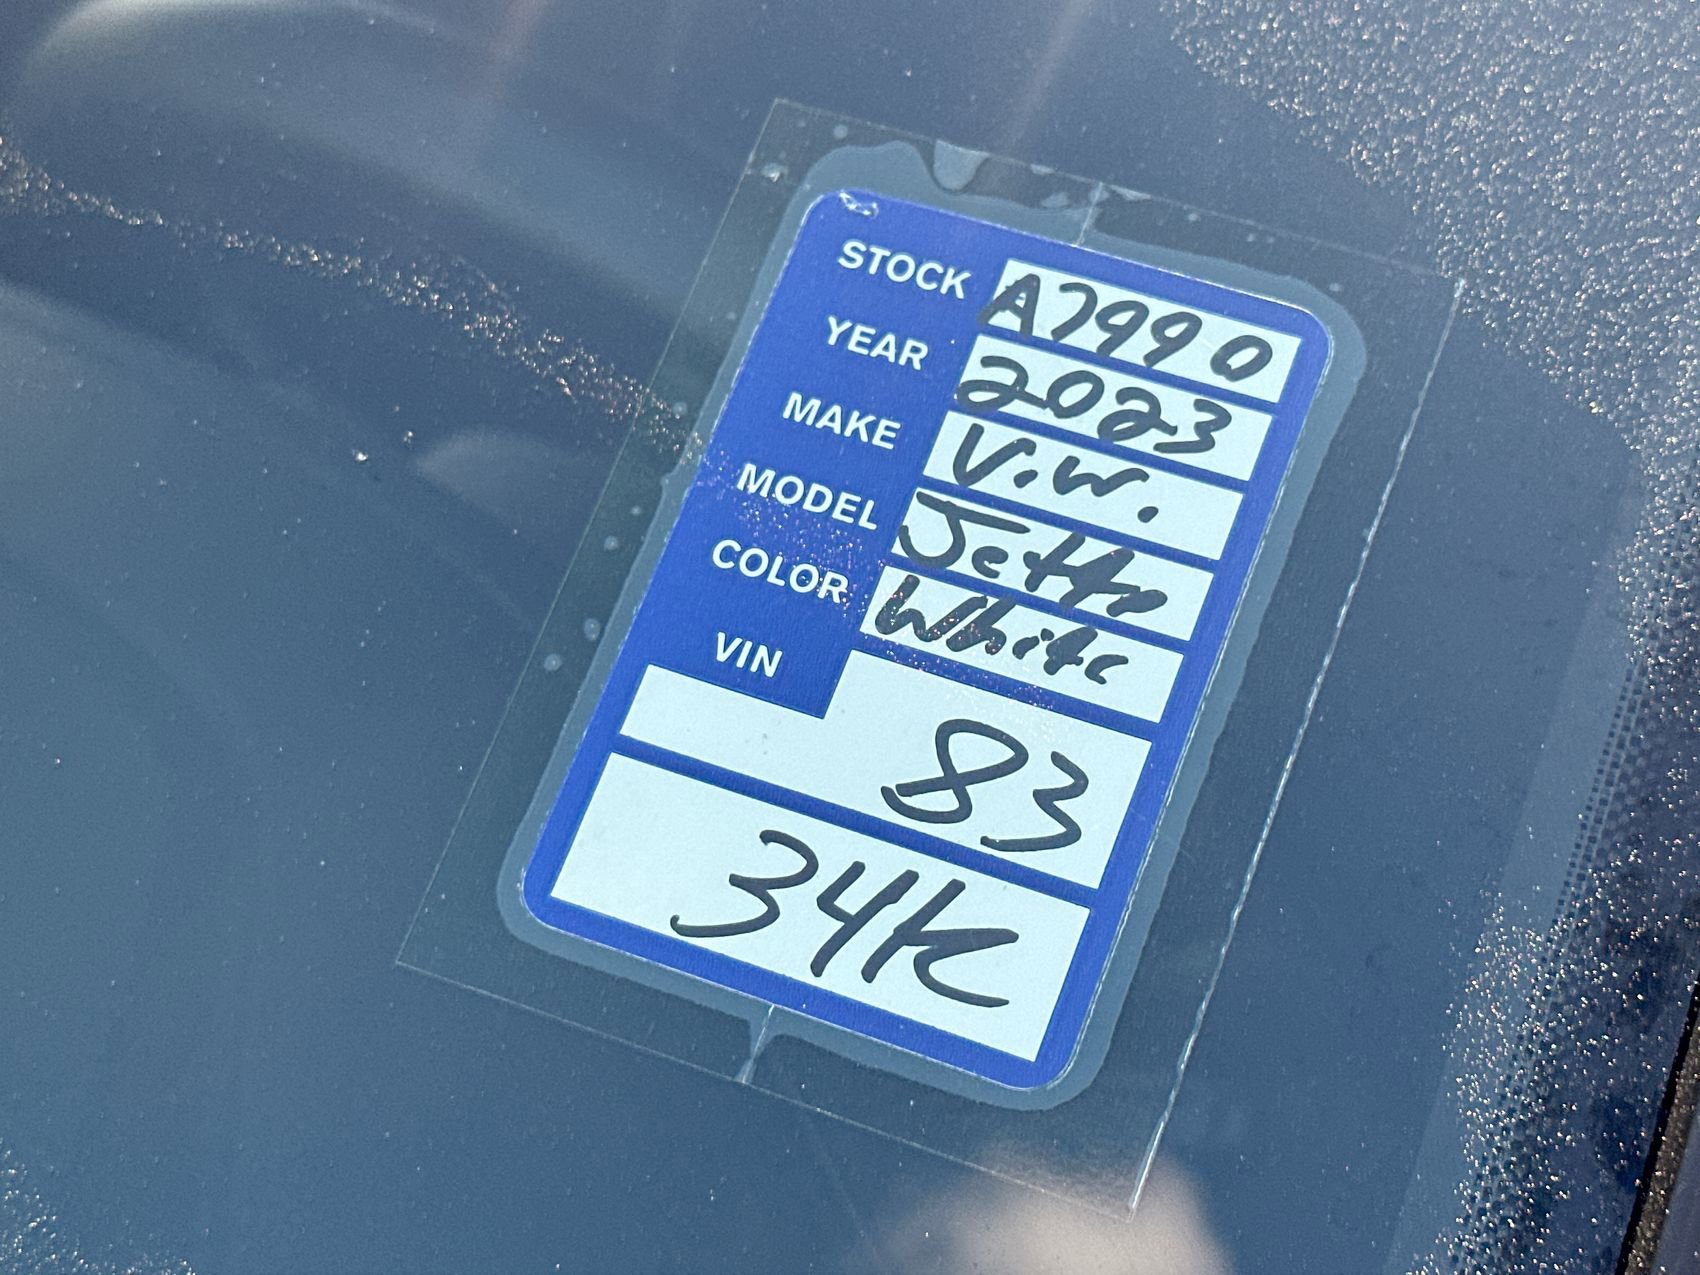 STOCK A7990
YEAR 2023
MAKE V.W.
MODEL Jetta
COLOR White
VIN 83
34K